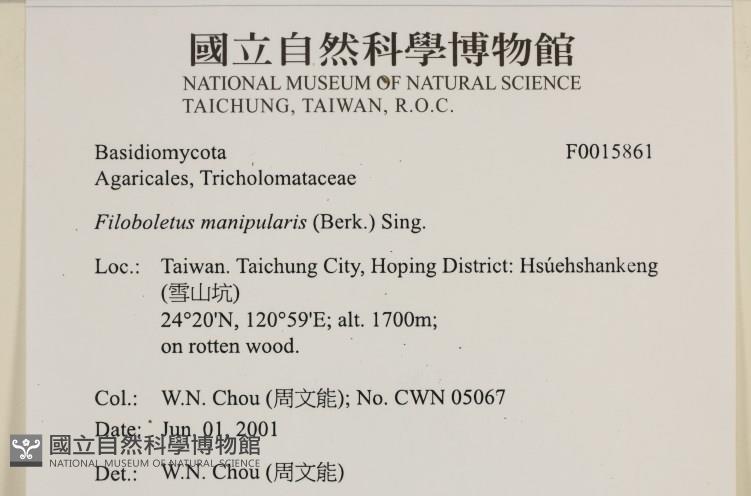 國立自然科學博物館
NATIONAL MUSEUM OF NATURAL SCIENCE
TAICHUNG, TAIWAN, R.O.C.
Basidiomycota F0015861
Agaricales, Tricholomataceae
Filoboletus manipularis (Berk.) Sing.
Loc.: Taiwan. Taichung City, Hoping District: Hsúehshankeng
(雪山坑)
24°20'N, 120°59'E; alt. 1700m;
on rotten wood.
Col.: W.N. Chou (周文能); No. CWN 05067
Date: Jun. 01, 2001
國立自然科學博物館
NATIONAL MUSEUM OF NATURAL SCIENCE
Det.: W.N. Chou (周文能)